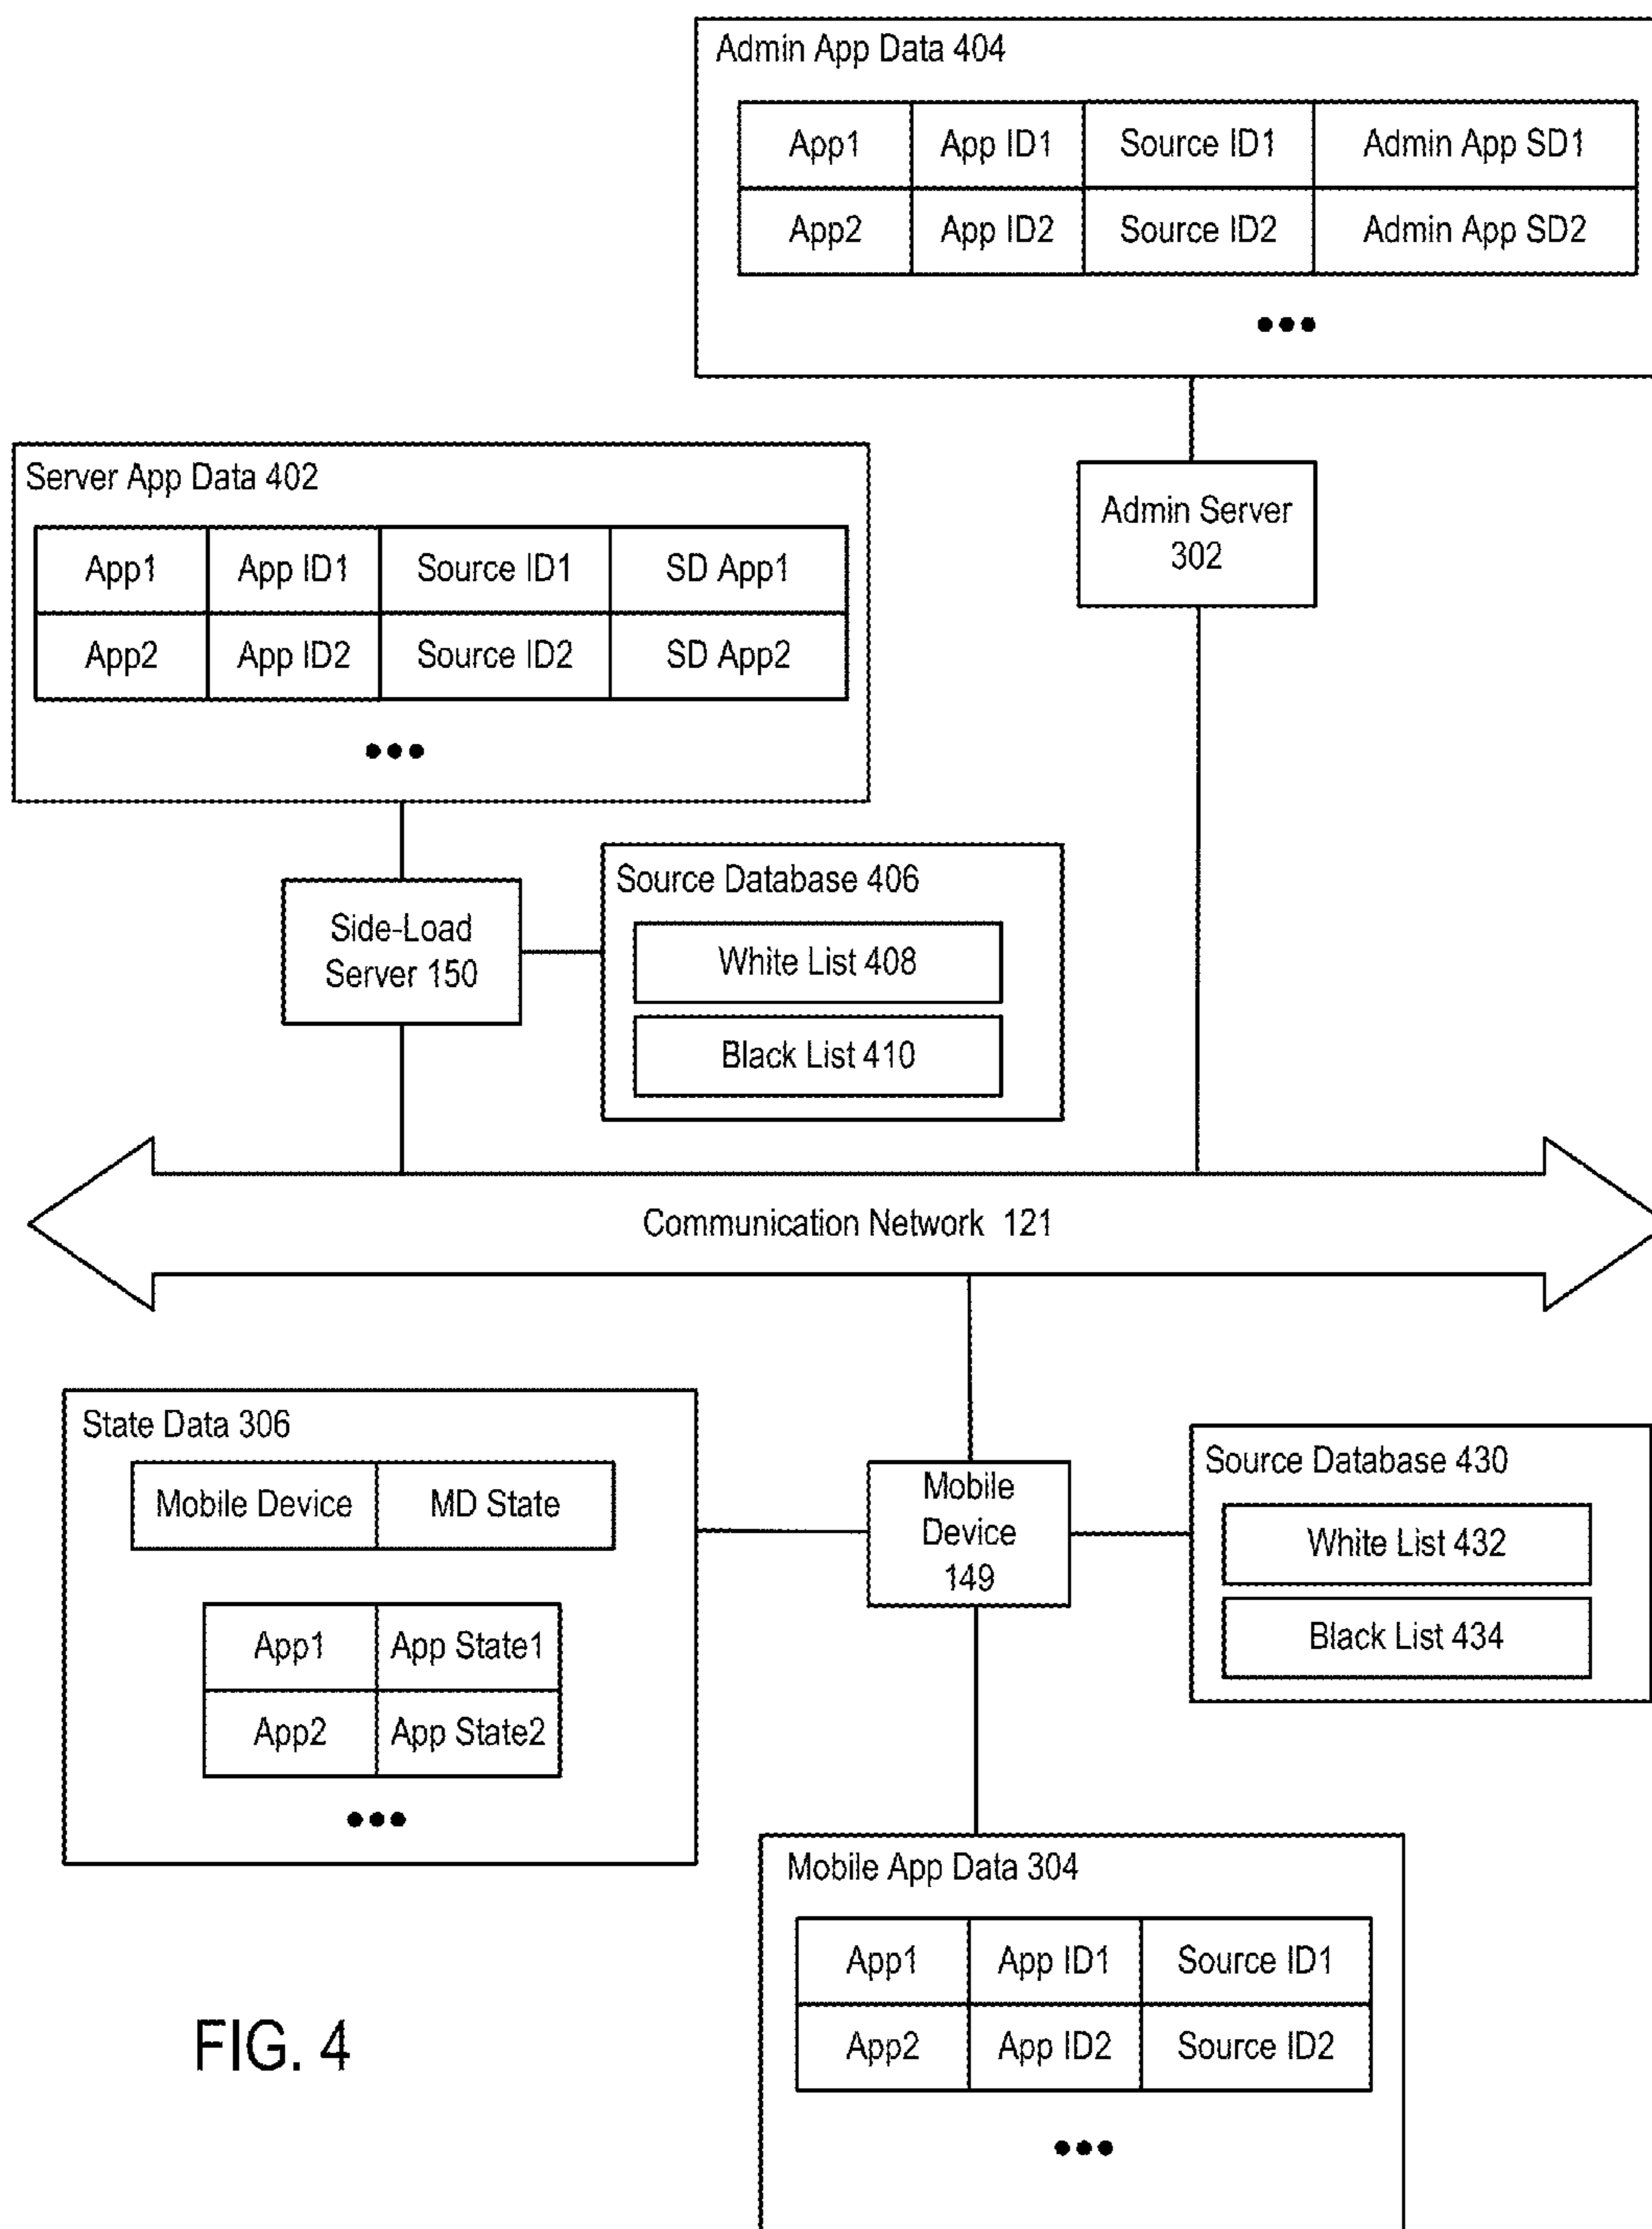 Admin App Data 404
App1 App ID1 Source ID1 Admin App SD1
App2 App ID2 Source ID2 Admin App SD2
•••
Server App Data 402
App1 App ID1 Source ID1 SD App1
App2 App ID2 Source ID2 SD App2
•••
Admin Server
302
Side-Load
Server 150
Source Database 406
White List 408
Black List 410
Communication Network 121
State Data 306
Mobile Device MD State
App1 App State1
App2 App State2
•••
Mobile
Device
149
Source Database 430
White List 432
Black List 434
Mobile App Data 304
App1 App ID1 Source ID1
App2 App ID2 Source ID2
•••
FIG. 4